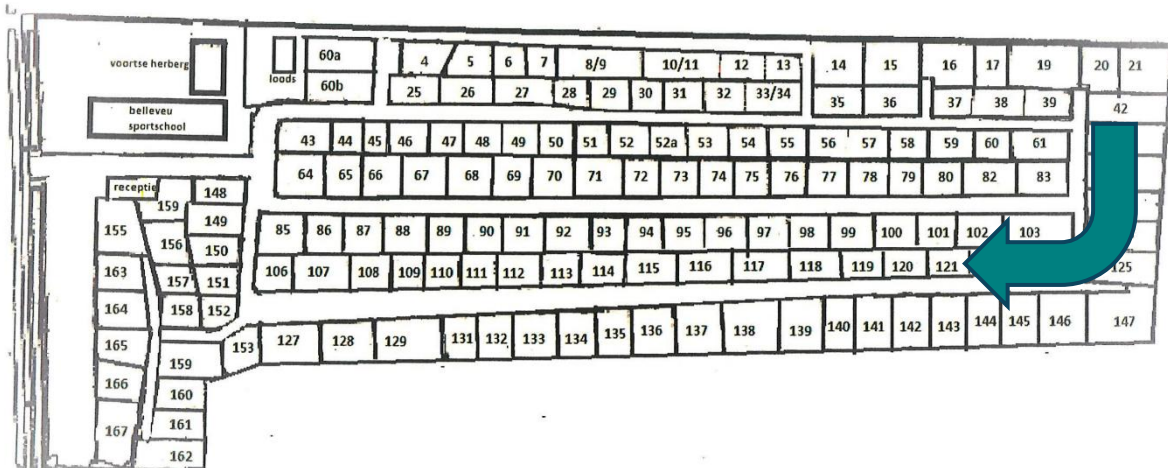 60a 4 5 6 7 8/9 10/11 12 13 14 15 16 17 19 20 21
voortse herberg
loods
60b 25 26 27 28 29 30 31 32 33/34 35 36 37 38 39 42
belleveu
sportschool
43 44 45 46 47 48 49 50 51 52 52a 53 54 55 56 57 58 59 60 61
64 65 66 67 68 69 70 71 72 73 74 75 76 77 78 79 80 82 83
receptie 148
159 149
85 86 87 88 89 90 91 92 93 94 95 96 97 98 99 100 101 102 103
155 156 150
163 157 151 106 107 108 109 110 111 112 113 114 115 116 117 118 119 120 121 125
164 158 152
165 159 153 127 128 129 131 132 133 134 135 136 137 138 139 140 141 142 143 144 145 146 147
166 160
167 161
162